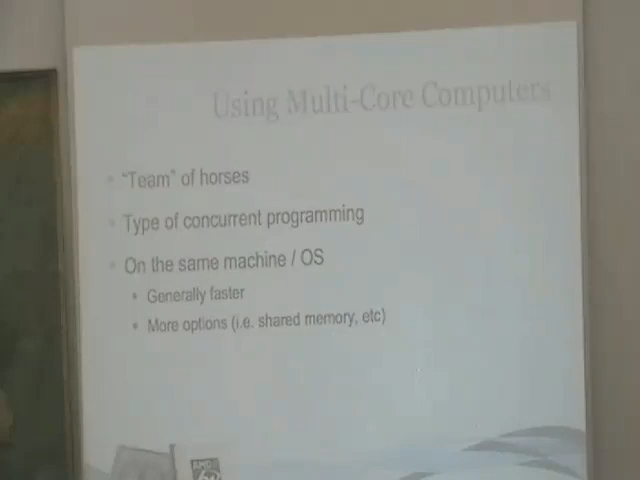 Using Multi-Core Computers
"Team" of horses
Type of concurrent programming
On the same machine / OS
Generally faster
More options (i.e. shared memory, etc)